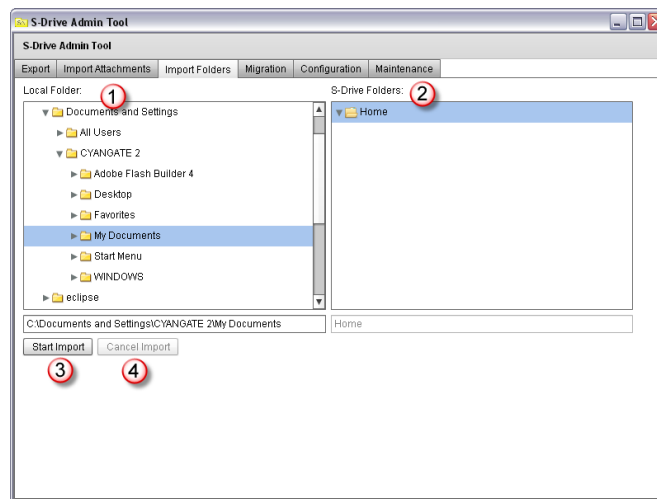 S-Drive Admin Tool
S-Drive Admin Tool
Export Import Attachments Import Folders Migration Configuration Maintenance
Local Folder: 1 S-Drive Folders: 2
Documents and Settings Home
All Users
CYANGATE 2
Adobe Flash Builder 4
Desktop
Favorites
My Documents
Start Menu
WINDOWS
eclipse
C:\Documents and Settings\CYANGATE 2\My Documents Home
Start Import Cancel Import
3 4